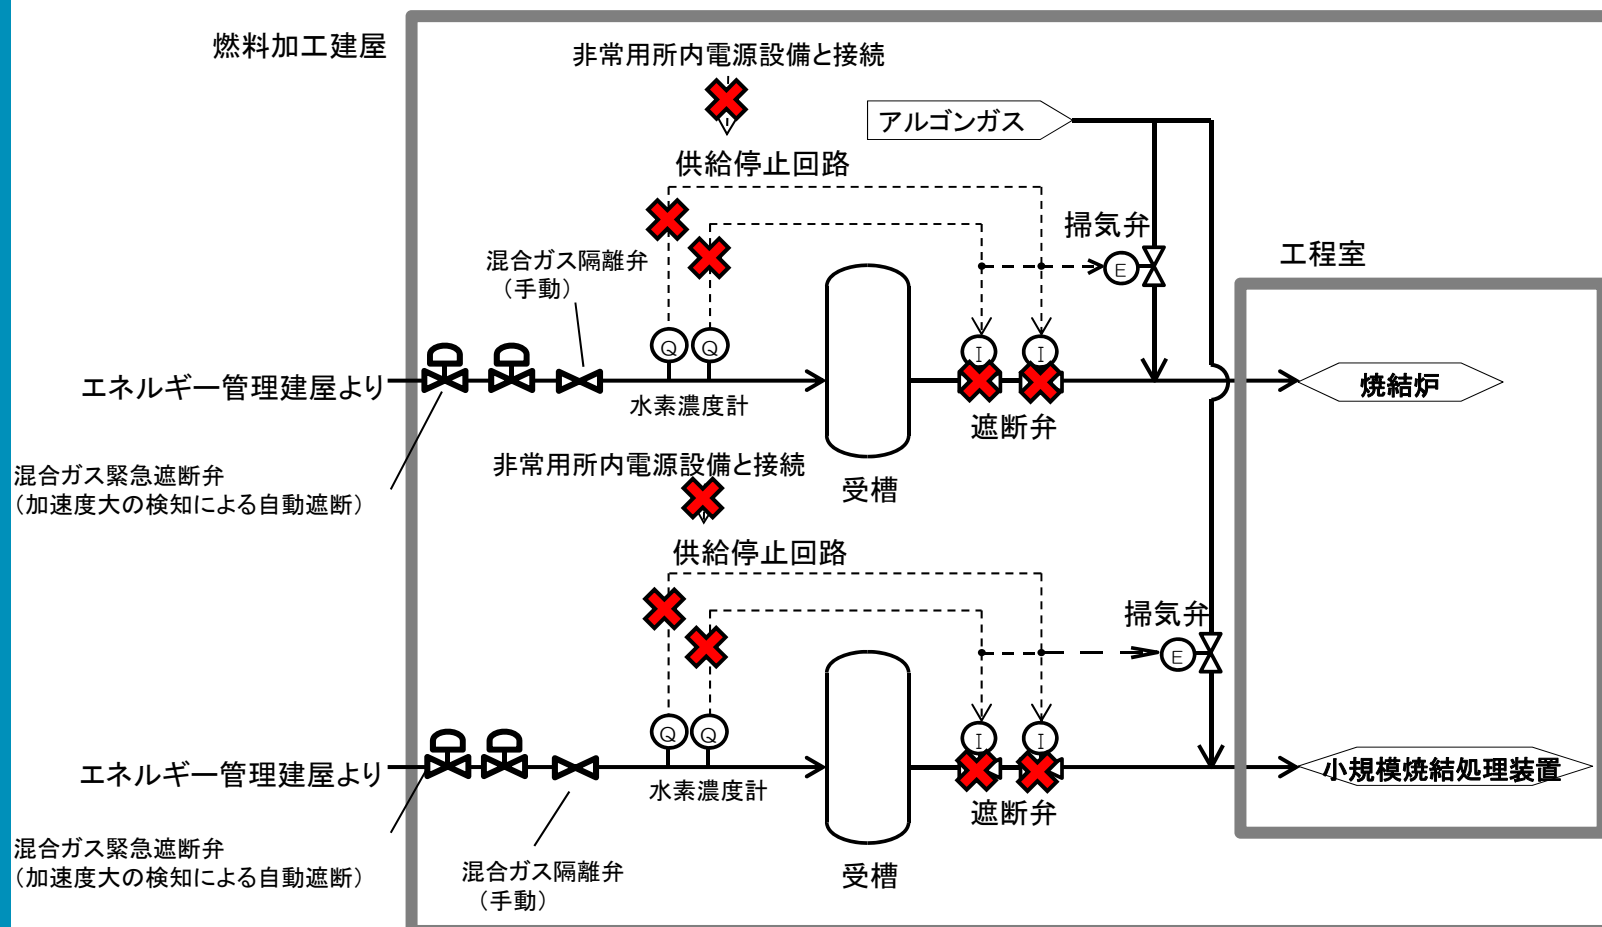 燃料加工建屋
非常用所内電源設備と接続
アルゴンガス
供給停止回路
掃気弁
工程室
混合ガス隔離弁
（手動）
E
Q
Q
I
I
エネルギー管理建屋より
水素濃度計
焼結炉
遮断弁
混合ガス緊急遮断弁
（加速度大の検知による自動遮断）
受槽
非常用所内電源設備と接続
供給停止回路
掃気弁
E
Q
Q
I
I
エネルギー管理建屋より
水素濃度計
小規模焼結処理装置
遮断弁
混合ガス緊急遮断弁
（加速度大の検知による自動遮断）
混合ガス隔離弁
（手動）
受槽